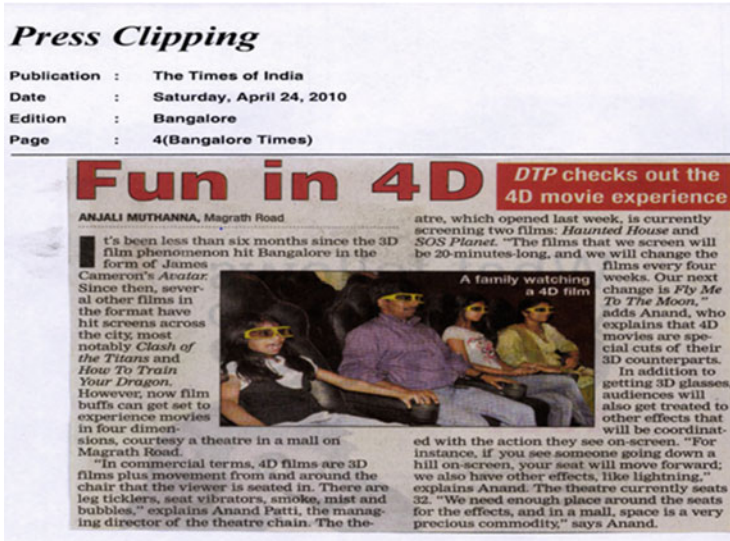 Press Clipping
Publication : The Times of India
Date : Saturday, April 24, 2010
Edition : Bangalore
Page : 4(Bangalore Times)
Fun in 4D
DTP checks out the
4D movie experience
ANJALI MUTHANNA, Magrath Road
It's been less than six months since the 3D
film phenomenon hit Bangalore in the
form of James
Cameron's Avatar.
Since then, sever-
al other films in
the format have
hit screens across
the city, most
notably Clash of
the Titans and
How To Train
Your Dragon.
However, now film
buffs can get set to
experience movies
in four dimen-
sions, courtesy a theatre in a mall on
Magrath Road.
"In commercial terms, 4D films are 3D
films plus movement from and around the
chair that the viewer is seated in. There are
leg ticklers, seat vibrators, smoke, mist and
bubbles," explains Anand Patti, the manag-
ing director of the theatre chain. The the-
A family watching
a 4D film
atre, which opened last week, is currently
screening two films: Haunted House and
SOS Planet. "The films that we screen will
be 20-minutes-long, and we will change the
films every four
weeks. Our next
change is Fly Me
To The Moon,"
adds Anand, who
explains that 4D
movies are spe-
cial cuts of their
3D counterparts.
In addition to
getting 3D glasses,
audiences will
also get treated to
other effects that
will be coordinat-
ed with the action they see on-screen. "For
instance, if you see someone going down a
hill on-screen, your seat will move forward;
we also have other effects, like lightning,"
explains Anand. The theatre currently seats
32. "We need enough place around the seats
for the effects, and in a mall, space is a very
precious commodity," says Anand.